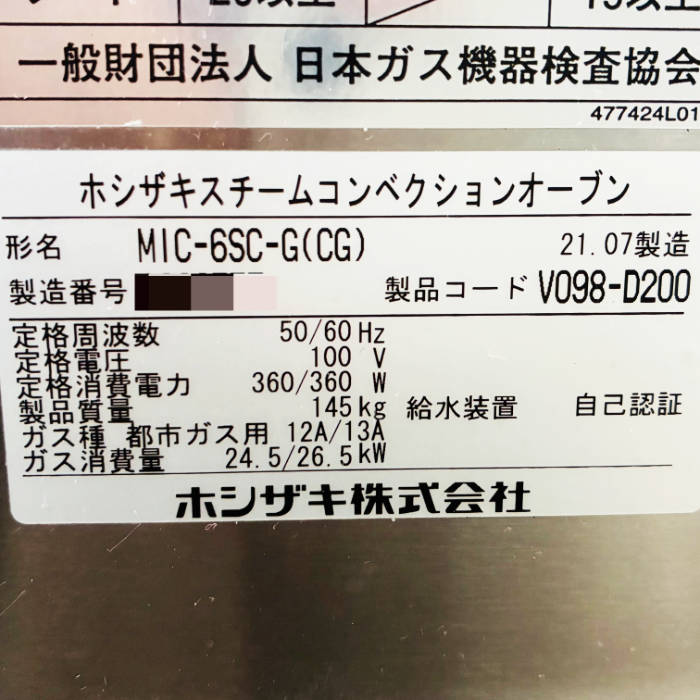 一般財団法人 日本ガス機器検査協会
477424L01
ホシザキスチームコンベクションオーブン
形名 MIC-6SC-G(CG) 21.07製造
製造番号 製品コード V098-D200
定格周波数 50/60 Hz
定格電圧 100 V
定格消費電力 360/360 W
製品質量 145kg 給水装置 自己認証
ガス種 都市ガス用 12A/13A
ガス消費量 24.5/26.5kW
ホシザキ株式会社